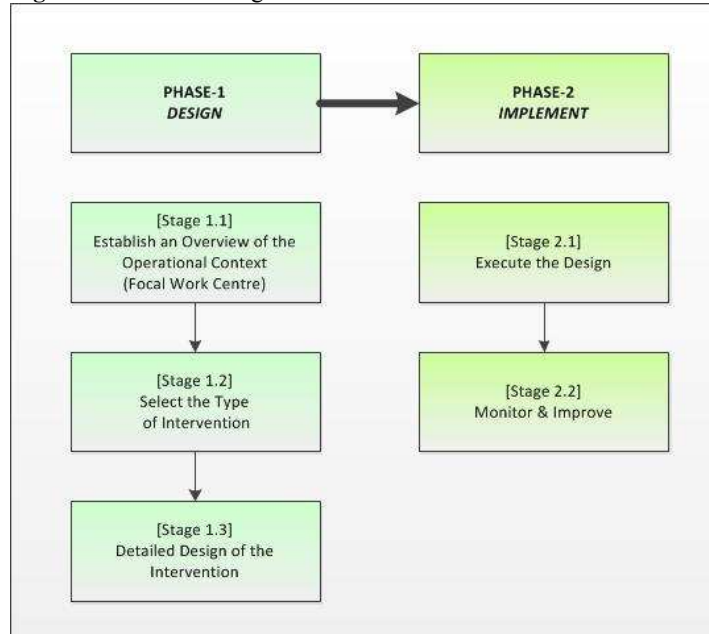 PHASE-1
DESIGN
PHASE-2
IMPLEMENT
[Stage 1.1]
Establish an Overview of the
Operational Context
(Focal Work Centre)
[Stage 1.2]
Select the Type
of Intervention
[Stage 1.3]
Detailed Design of the
Intervention
[Stage 2.1]
Execute the Design
[Stage 2.2]
Monitor & Improve